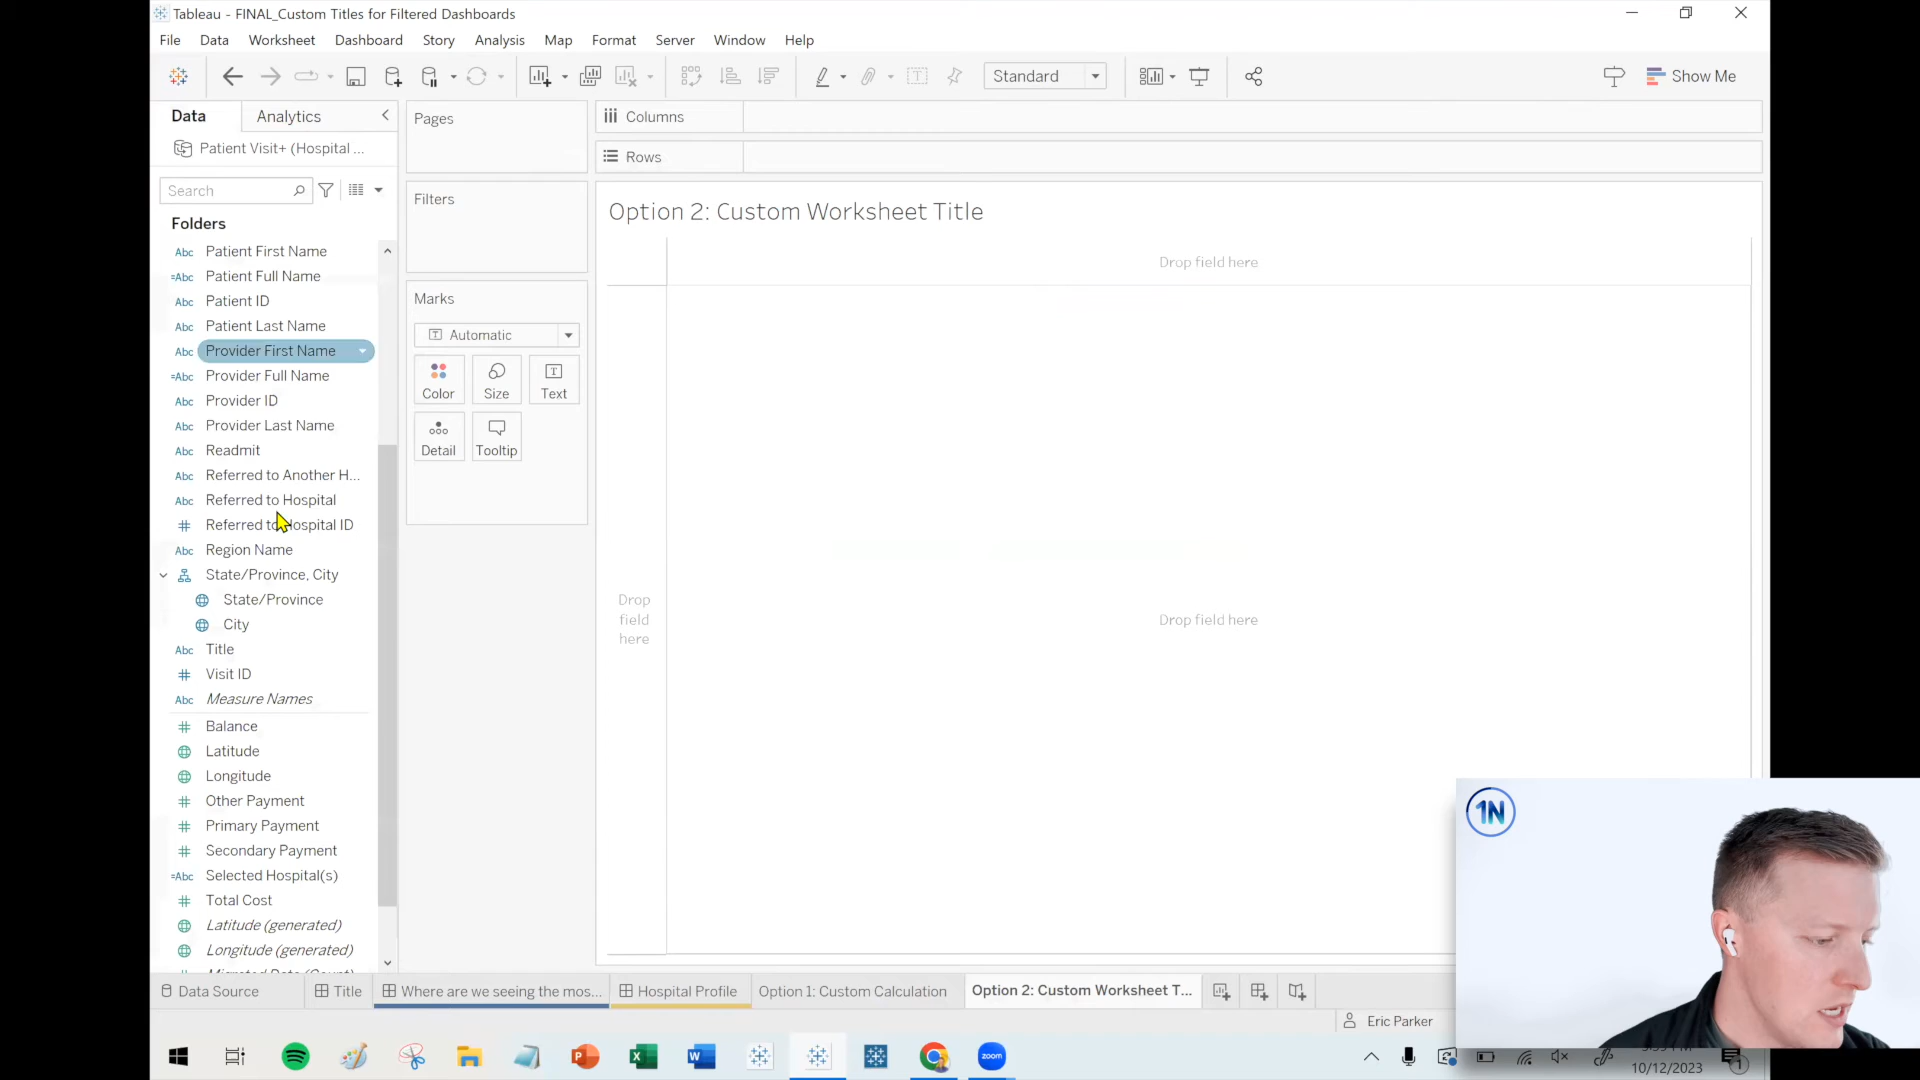 Tableau - FINAL_Custom Titles for Filtered Dashboards
File Data Worksheet Dashboard Story Analysis Map Format Server Window Help
Standard
Show Me
Data Analytics
Patient Visit+ (Hospital ...
Search
Folders
Abc Patient First Name
=Abc Patient Full Name
Abc Patient ID
Abc Patient Last Name
Abc Provider First Name
=Abc Provider Full Name
Abc Provider ID
Abc Provider Last Name
Abc Readmit
Abc Referred to Another H...
Abc Referred to Hospital
# Referred to Hospital ID
Abc Region Name
State/Province, City
State/Province
City
Abc Title
# Visit ID
Abc Measure Names
# Balance
Latitude
Longitude
# Other Payment
# Primary Payment
# Secondary Payment
=Abc Selected Hospital(s)
# Total Cost
Latitude (generated)
Longitude (generated)
Pages
Filters
Marks
Automatic
Color Size Text
Detail Tooltip
Columns
Rows
Option 2: Custom Worksheet Title
Drop field here
Drop
field
here
Drop field here
1N
Data Source Title Where are we seeing the mos... Hospital Profile Option 1: Custom Calculation Option 2: Custom Worksheet T...
Eric Parker
zoom
10/12/2023
1